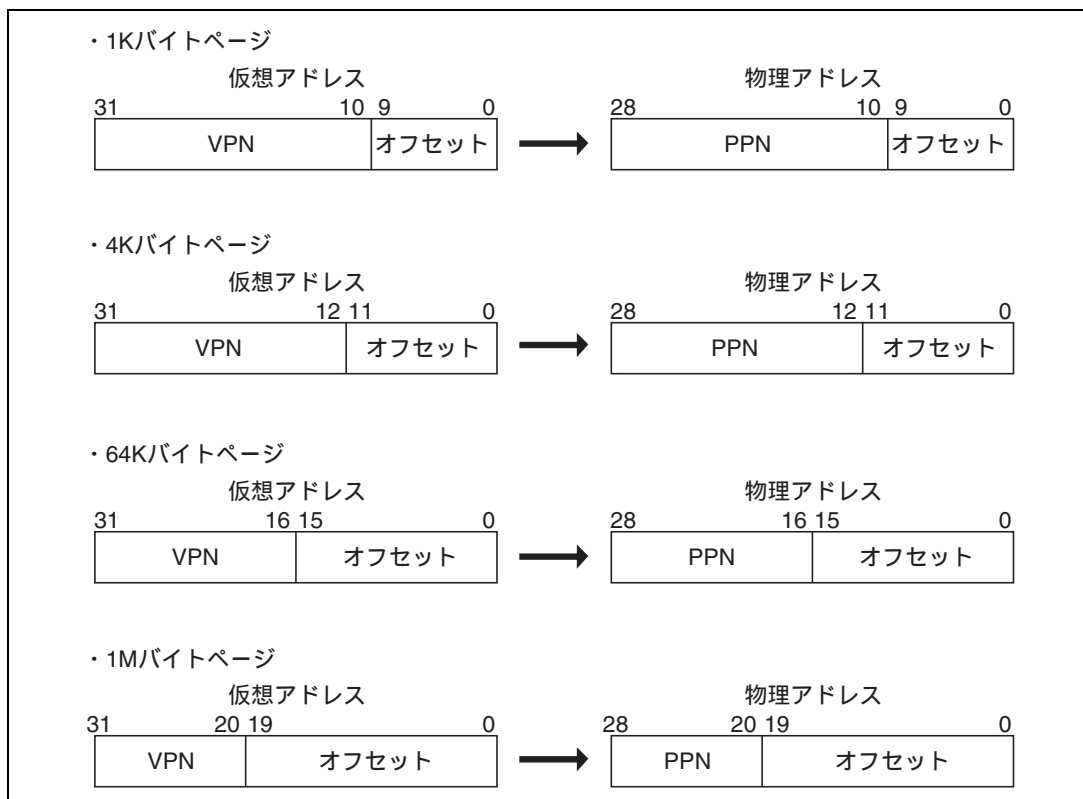 ・1Kバイトページ
仮想アドレス 物理アドレス
31 10 9 0 28 10 9 0
VPN オフセット PPN オフセット
・4Kバイトページ
仮想アドレス 物理アドレス
31 12 11 0 28 12 11 0
VPN オフセット PPN オフセット
・64Kバイトページ
仮想アドレス 物理アドレス
31 16 15 0 28 16 15 0
VPN オフセット PPN オフセット
・1Mバイトページ
仮想アドレス 物理アドレス
31 20 19 0 28 20 19 0
VPN オフセット PPN オフセット